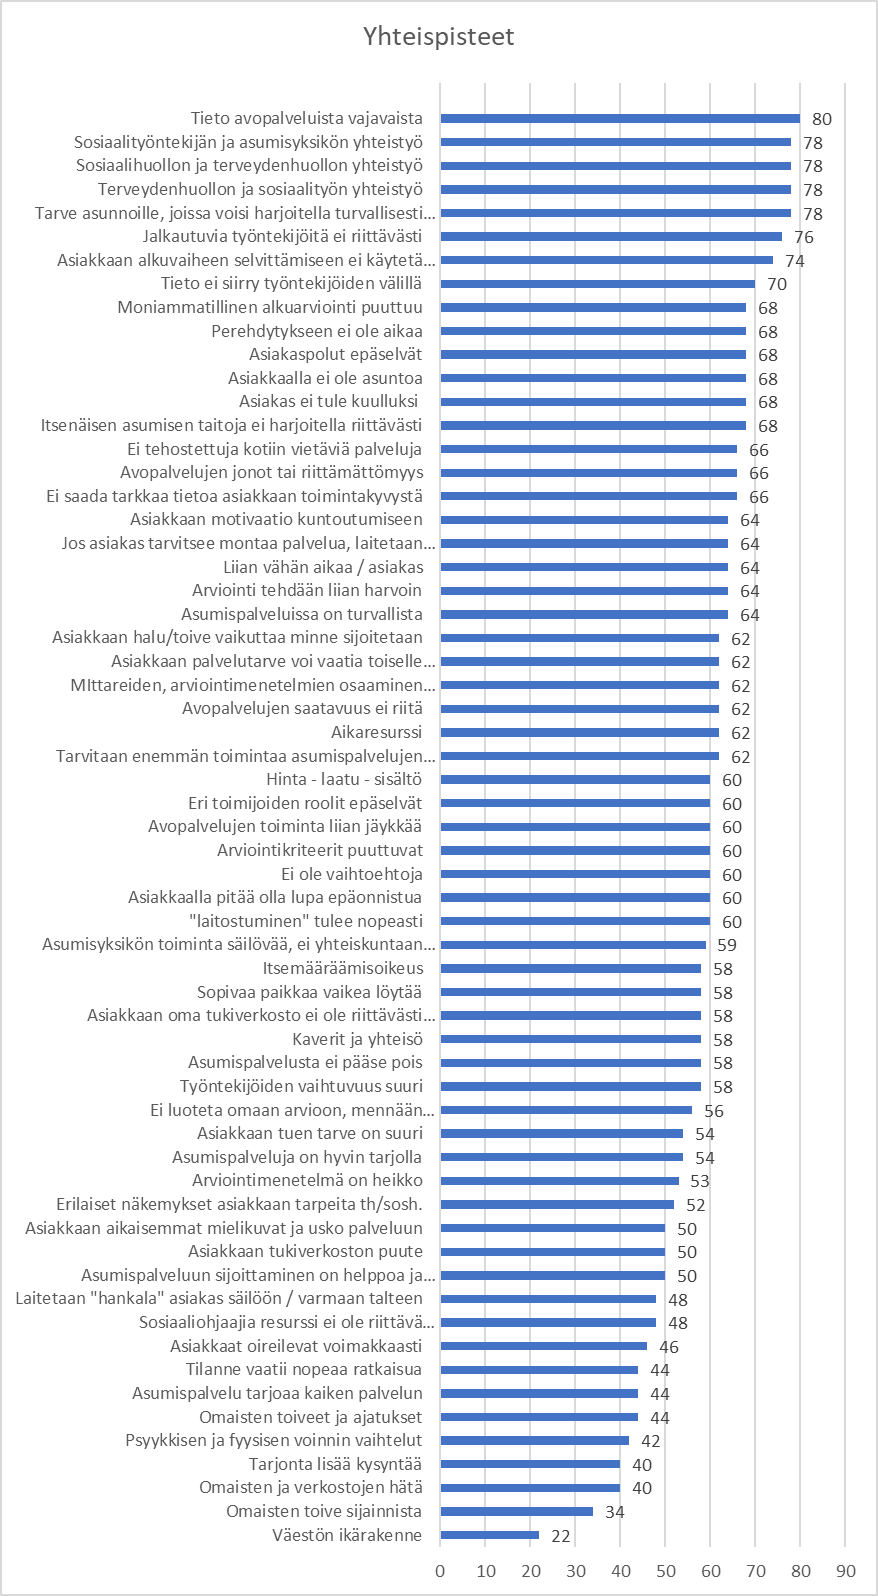 Yhteispisteet
Tieto avopalveluista vajavaista 80
Sosiaalityöntekijän ja asumisyksikön yhteistyö 78
Sosiaalihuollon ja terveydenhuollon yhteistyö 78
Terveydenhuollon ja sosiaalityön yhteistyö 78
Tarve asunnoille, joissa voisi harjoitella turvallisesti… 78
Jalkautuvia työntekijöitä ei riittävästi 76
Asiakkaan alkuvaiheen selvittämiseen ei käytetä… 74
Tieto ei siirry työntekijöiden välillä 70
Moniammatillinen alkuarviointi puuttuu 68
Perehdytykseen ei ole aikaa 68
Asiakaspolut epäselvät 68
Asiakkaalla ei ole asuntoa 68
Asiakas ei tule kuulluksi 68
Itsenäisen asumisen taitoja ei harjoitella riittävästi 68
Ei tehostettuja kotiin vietäviä palveluja 66
Avopalvelujen jonot tai riittämättömyys 66
Ei saada tarkkaa tietoa asiakkaan toimintakyvystä 66
Asiakkaan motivaatio kuntoutumiseen 64
Jos asiakas tarvitsee montaa palvelua, laitetaan… 64
Liian vähän aikaa / asiakas 64
Arviointi tehdään liian harvoin 64
Asumispalveluissa on turvallista 64
Asiakkaan halu/toive vaikuttaa minne sijoitetaan 62
Asiakkaan palvelutarve voi vaatia toiselle… 62
MIttareiden, arviointimenetelmien osaaminen… 62
Avopalvelujen saatavuus ei riitä 62
Aikaresurssi 62
Tarvitaan enemmän toimintaa asumispalvelujen… 62
Hinta - laatu - sisältö 60
Eri toimijoiden roolit epäselvät 60
Avopalvelujen toiminta liian jäykkää 60
Arviointikriteerit puuttuvat 60
Ei ole vaihtoehtoja 60
Asiakkaalla pitää olla lupa epäonnistua 60
"laitostuminen" tulee nopeasti 60
Asumisyksikön toiminta säilövää, ei yhteiskuntaan… 59
Itsemääräämisoikeus 58
Sopivaa paikkaa vaikea löytää 58
Asiakkaan oma tukiverkosto ei ole riittävästi… 58
Kaverit ja yhteisö 58
Asumispalvelusta ei pääse pois 58
Työntekijöiden vaihtuvuus suuri 58
Ei luoteta omaan arvioon, mennään… 56
Asiakkaan tuen tarve on suuri 54
Asumispalveluja on hyvin tarjolla 54
Arviointimenetelmä on heikko 53
Erilaiset näkemykset asiakkaan tarpeita th/sosh. 52
Asiakkaan aikaisemmat mielikuvat ja usko palveluun 50
Asiakkaan tukiverkoston puute 50
Asumispalveluun sijoittaminen on helppoa ja… 50
Laitetaan "hankala" asiakas säilöön / varmaan talteen 48
Sosiaaliohjaajia resurssi ei ole riittävä… 48
Asiakkaat oireilevat voimakkaasti 46
Tilanne vaatii nopeaa ratkaisua 44
Asumispalvelu tarjoaa kaiken palvelun 44
Omaisten toiveet ja ajatukset 44
Psyykkisen ja fyysisen voinnin vaihtelut 42
Tarjonta lisää kysyntää 40
Omaisten ja verkostojen hätä 40
Omaisten toive sijainnista 34
Väestön ikärakenne 22
0 10 20 30 40 50 60 70 80 90